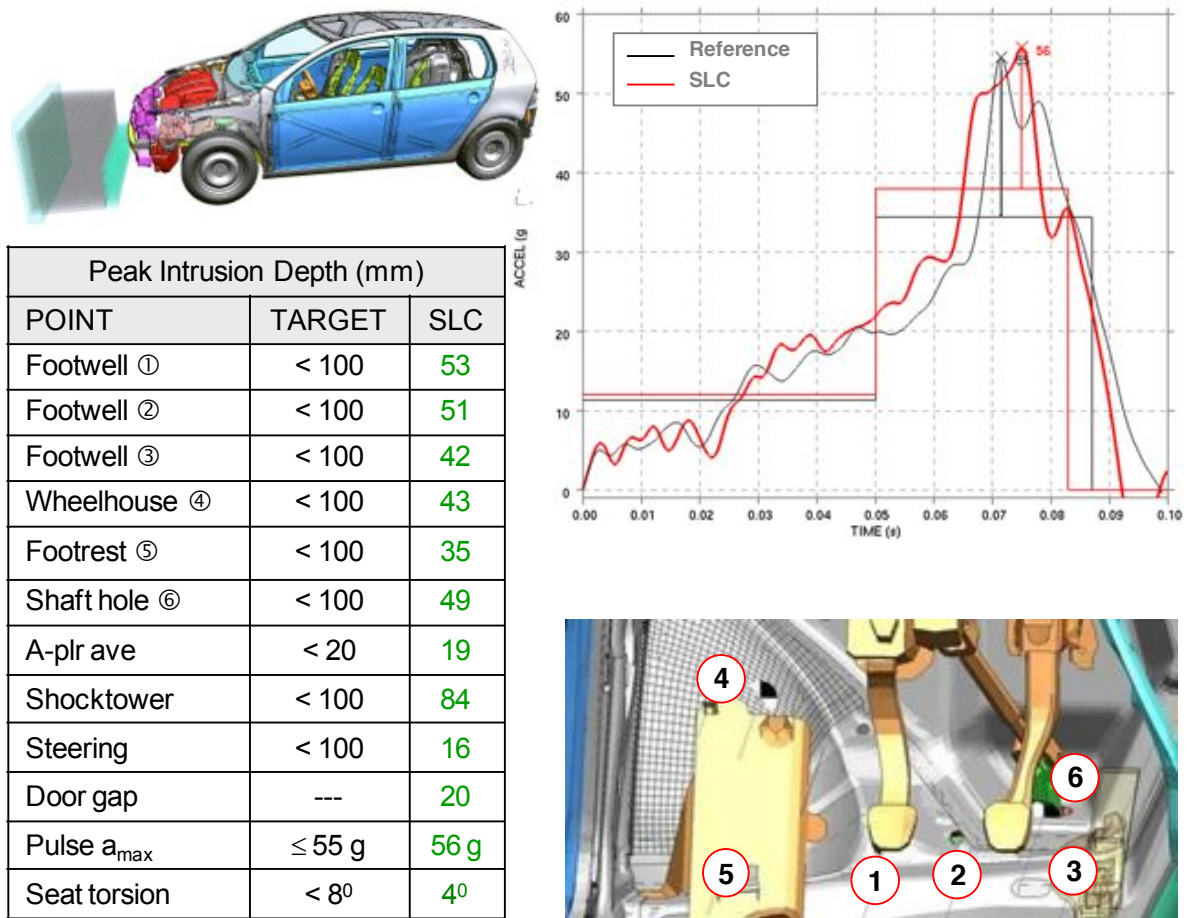 Peak Intrusion Depth (mm)
POINT TARGET SLC
Footwell ① < 100 53
Footwell ② < 100 51
Footwell ③ < 100 42
Wheelhouse ④ < 100 43
Footrest ⑤ < 100 35
Shaft hole ⑥ < 100 49
A-plr ave < 20 19
Shocktower < 100 84
Steering < 100 16
Door gap --- 20
Pulse amax ≤ 55 g 56 g
Seat torsion < 8⁰ 4⁰
60
50
40
30
20
10
0
ACCEL (g
Reference
SLC
56
0.00 0.01 0.02 0.03 0.04 0.05 0.06 0.07 0.08 0.09 0.10
TIME (s)
4
6
5
1
2
3